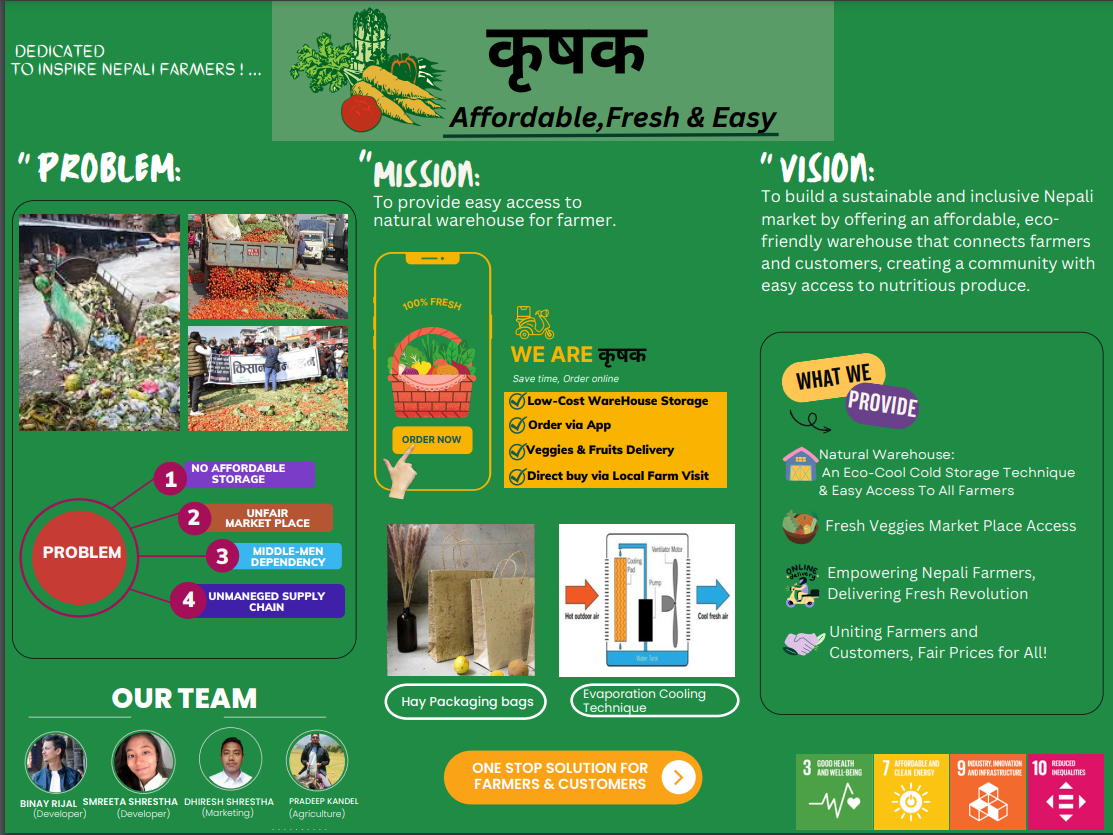 DEDICATED
TO INSPIRE NEPALI FARMERS ! ...
कृषक
Affordable,Fresh & Easy
" PROBLEM:
किसान
1
NO AFFORDABLE
STORAGE
2
UNFAIR
MARKET PLACE
PROBLEM
3
MIDDLE-MEN
DEPENDENCY
4
UNMANEGED SUPPLY
CHAIN
OUR TEAM
BINAY RIJAL
(Developer)
SMREETA SHRESTHA
(Developer)
DHIRESH SHRESTHA
(Marketing)
PRADEEP KANDEL
(Agriculture)
" MISSION:
To provide easy access to
natural warehouse for farmer.
100% FRESH
ORDER NOW
WE ARE कृषक
Save time, Order online
Low-Cost WareHouse Storage
Order via App
Veggies & Fruits Delivery
Direct buy via Local Farm Visit
Hay Packaging bags
Ventilator Motor
Cooling
Pad
Pump
Hot outdoor air
Cool fresh air
Water Tank
Evaporation Cooling
Technique
ONE STOP SOLUTION FOR
FARMERS & CUSTOMERS
" VISION:
To build a sustainable and inclusive Nepali
market by offering an affordable, eco-
friendly warehouse that connects farmers
and customers, creating a community with
easy access to nutritious produce.
WHAT WE
PROVIDE
Natural Warehouse:
An Eco-Cool Cold Storage Technique
& Easy Access To All Farmers
Fresh Veggies Market Place Access
ONLINE
delivery
Empowering Nepali Farmers,
Delivering Fresh Revolution
Uniting Farmers and
Customers, Fair Prices for All!
3 GOOD HEALTH
AND WELL-BEING
7 AFFORDABLE AND
CLEAN ENERGY
9 INDUSTRY, INNOVATION
AND INFRASTRUCTURE
10 REDUCED
INEQUALITIES